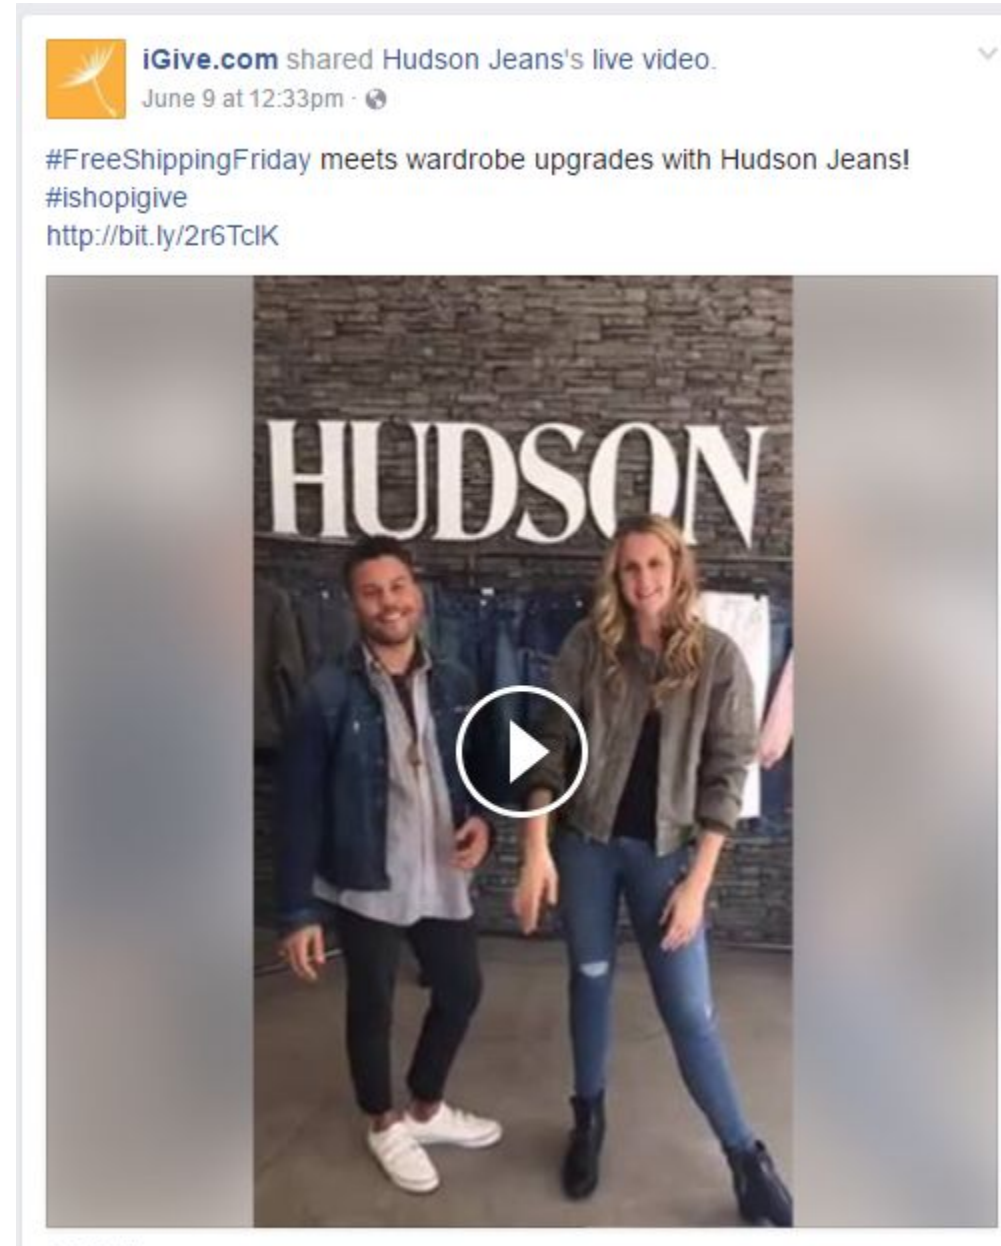 iGive.com shared Hudson Jeans's live video.
June 9 at 12:33pm ·
#FreeShippingFriday meets wardrobe upgrades with Hudson Jeans!
#ishopigive
http://bit.ly/2r6TclK
HUDSON